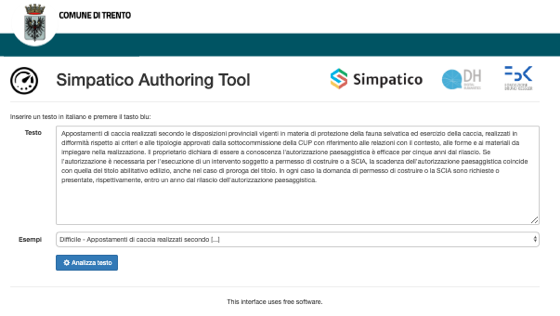 COMUNE DI TRENTO
Simpatico Authoring Tool
Simpatico
DH
FBK
Inserire un testo in italiano e premere il tasto blu:
Testo
Appostamenti di caccia realizzati secondo le disposizioni provinciali vigenti in materia di protezione della fauna selvatica ed esercizio della caccia, realizzati in
difformità rispetto ai criteri e alle tipologie approvati dalla sottocommissione della CUP con riferimento alle relazioni con il contesto, alle forme e ai materiali da
impiegare nella realizzazione. Il proprietario dichiara di essere a conoscenza l'autorizzazione paesaggistica è efficace per cinque anni dal rilascio. Se
l'autorizzazione è necessaria per l'esecuzione di un intervento soggetto a permesso di costruire o a SCIA, la scadenza dell'autorizzazione paesaggistica coincide
con quella del titolo abilitativo edilizio, anche nel caso di proroga del titolo. In ogni caso la domanda di permesso di costruire o la SCIA sono richieste o
presentate, rispettivamente, entro un anno dal rilascio dell'autorizzazione paesaggistica.
Esempi
Difficile - Appostamenti di caccia realizzati secondo [...]
Analizza testo
This interface uses free software.